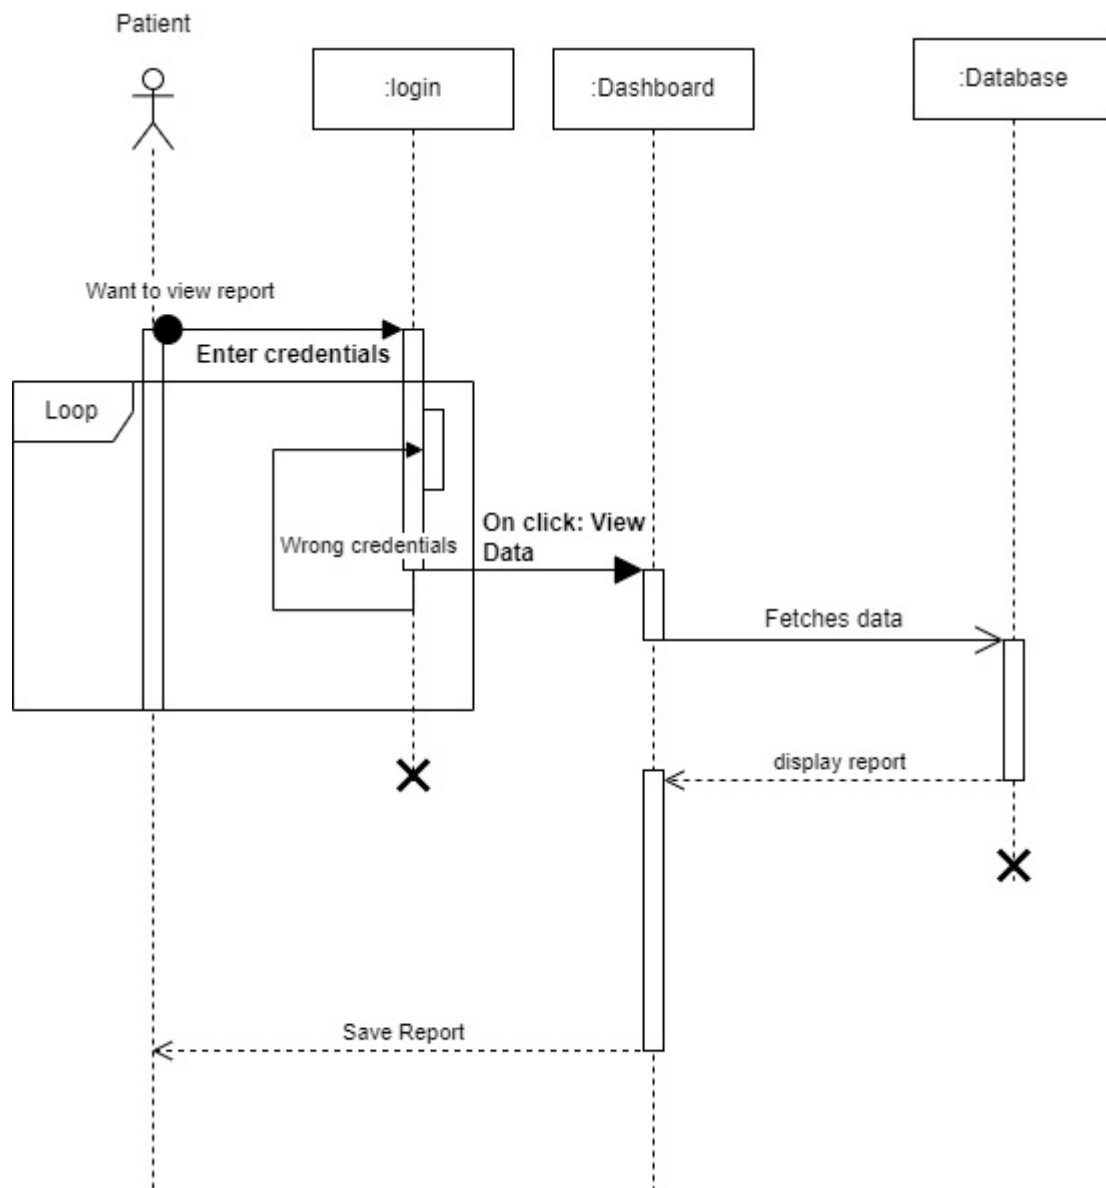 Patient
:login
:Dashboard
:Database
Want to view report
Enter credentials
Loop
On click: View
Data
Wrong credentials
Fetches data
display report
Save Report